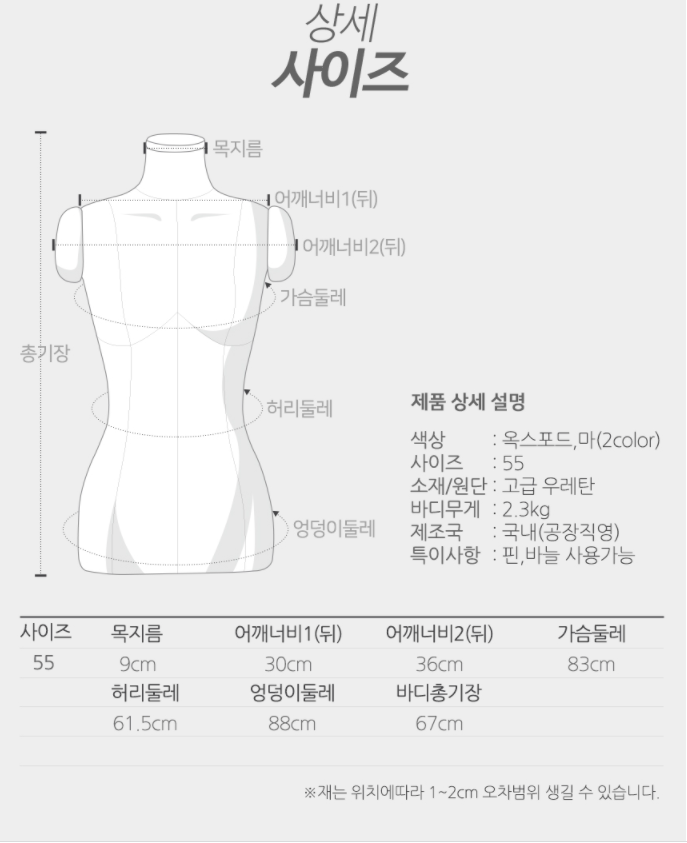 상세
사이즈
목지름
어깨너비1(뒤)
어깨너비2(뒤)
가슴둘레
총기장
허리둘레
엉덩이둘레
제품 상세 설명
색상 : 옥스포드,마(2color)
사이즈 : 55
소재/원단 : 고급 우레탄
바디무게 : 2.3kg
제조국 : 국내(공장직영)
특이사항 : 핀,바늘 사용가능
사이즈 목지름 어깨너비1(뒤) 어깨너비2(뒤) 가슴둘레
55 9cm 30cm 36cm 83cm
허리둘레 엉덩이둘레 바디총기장
61.5cm 88cm 67cm
※재는 위치에따라 1~2cm 오차범위 생길 수 있습니다.